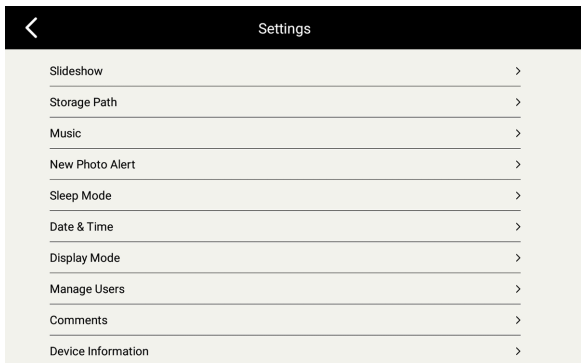 Settings
Slideshow
Storage Path
Music
New Photo Alert
Sleep Mode
Date & Time
Display Mode
Manage Users
Comments
Device Information